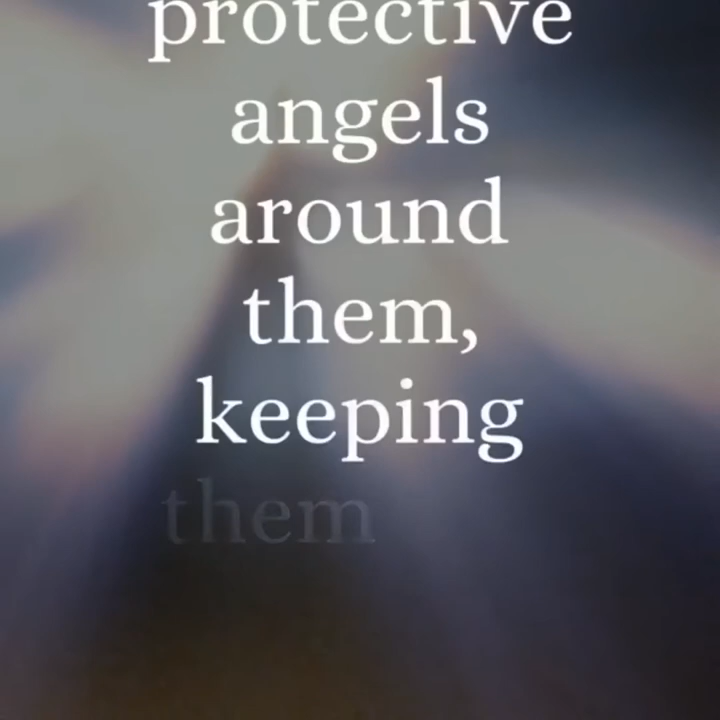 protective
angels
around
them,
keeping
them